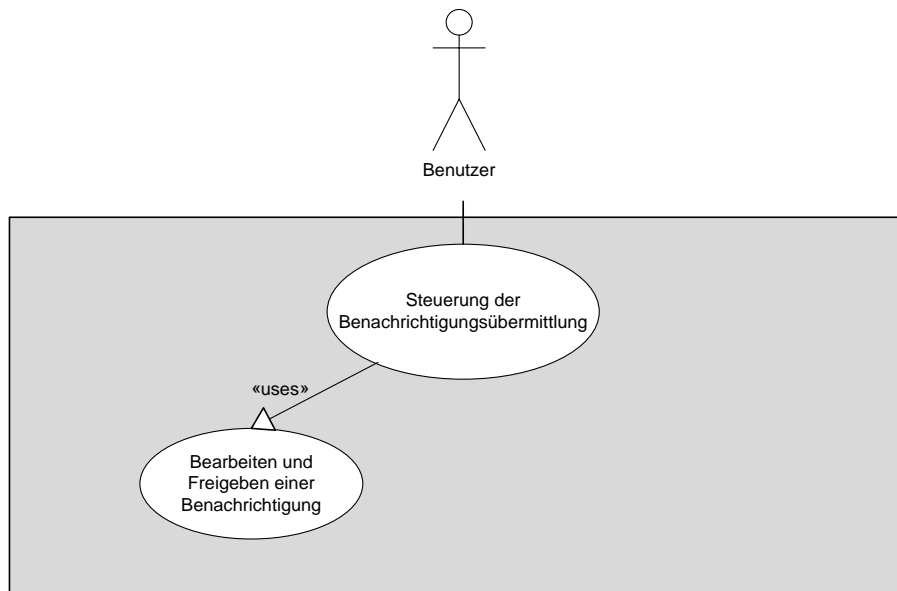 Benutzer
Steuerung der
Benachrichtigungsübermittlung
«uses»
Bearbeiten und
Freigeben einer
Benachrichtigung